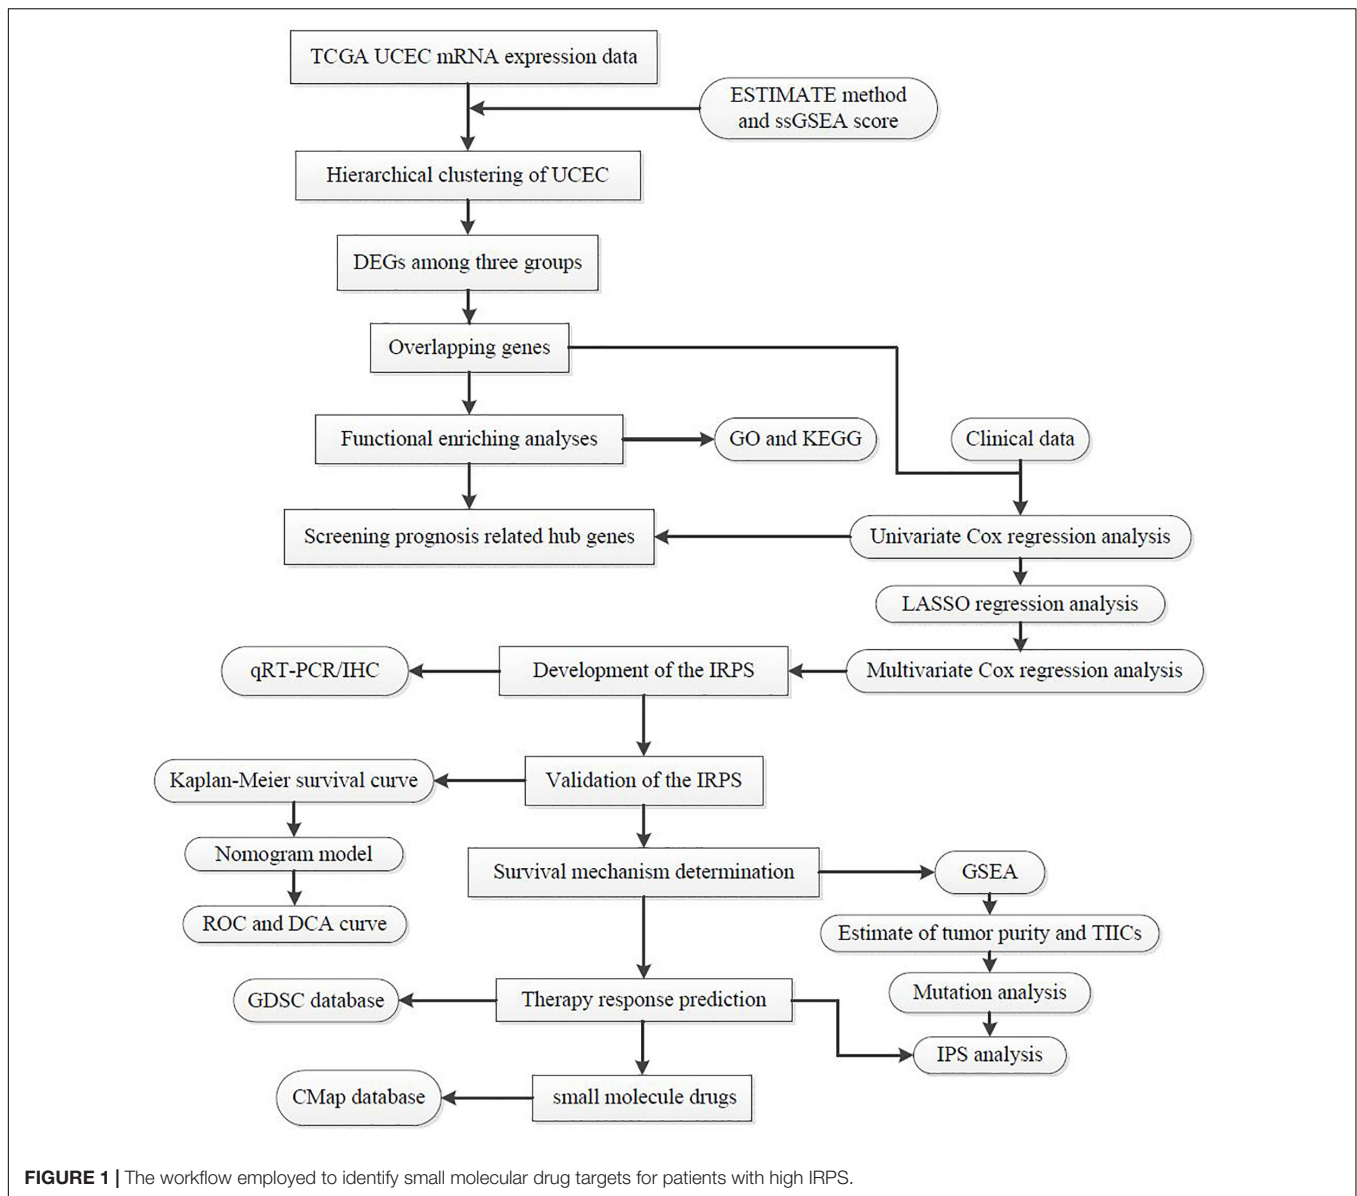 TCGA UCEC mRNA expression data
ESTIMATE method
and ssGSEA score
Hierarchical clustering of UCEC
DEGs among three groups
Overlapping genes
Functional enriching analyses
GO and KEGG
Clinical data
Screening prognosis related hub genes
Univariate Cox regression analysis
LASSO regression analysis
qRT-PCR/IHC
Development of the IRPS
Multivariate Cox regression analysis
Kaplan-Meier survival curve
Validation of the IRPS
Nomogram model
Survival mechanism determination
GSEA
ROC and DCA curve
Estimate of tumor purity and TIICs
GDSC database
Therapy response prediction
Mutation analysis
IPS analysis
CMap database
small molecule drugs
FIGURE 1 | The workflow employed to identify small molecular drug targets for patients with high IRPS.